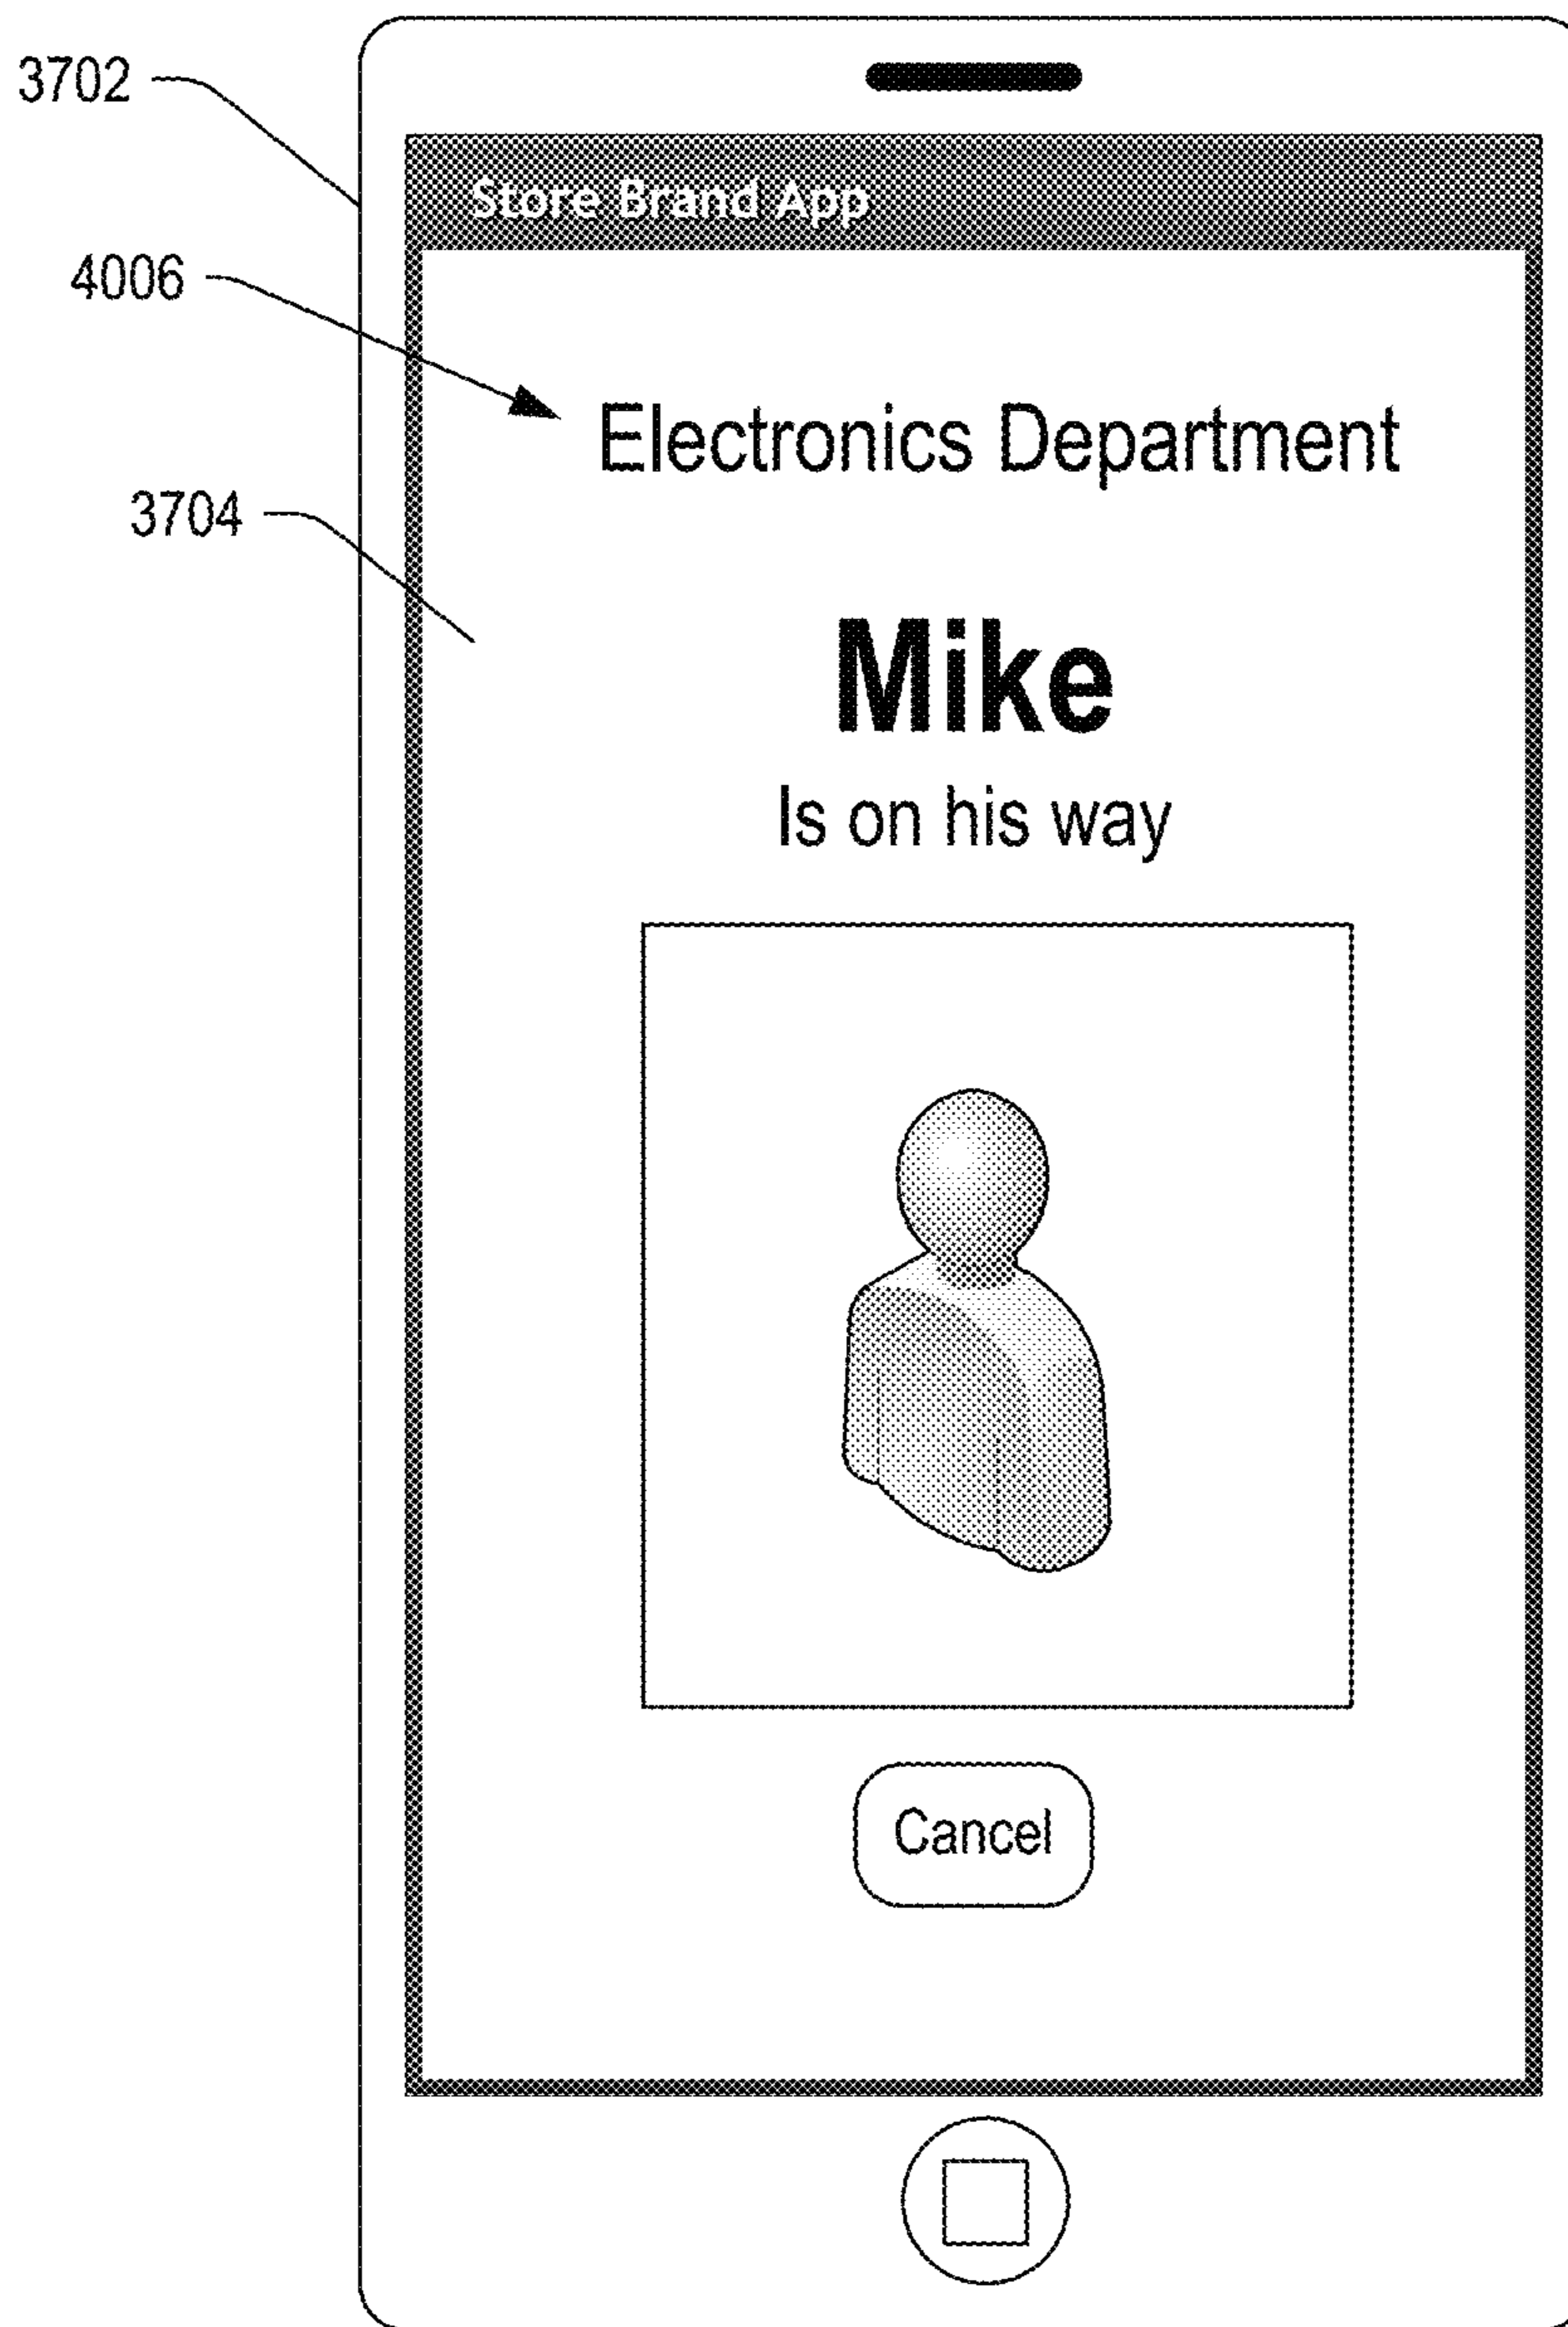 3702
Store Brand App
4006
Electronics Department
3704
Mike
Is on his way
Cancel